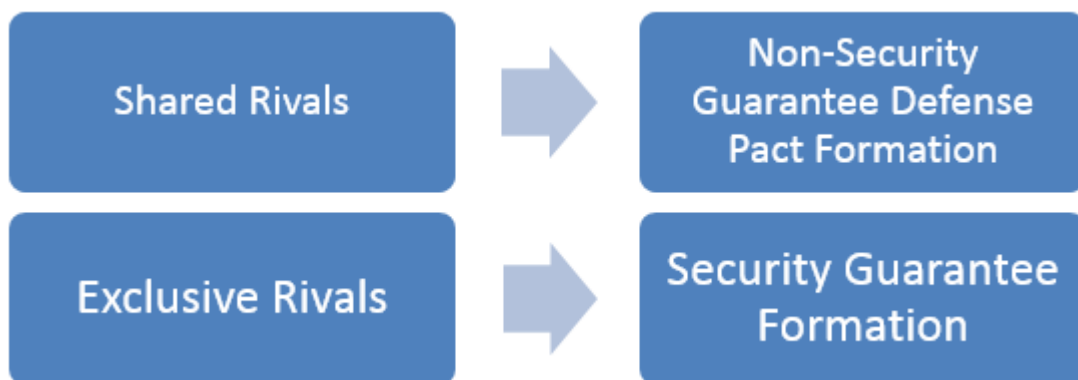 Shared Rivals
Non-Security
Guarantee Defense
Pact Formation
Exclusive Rivals
Security Guarantee
Formation